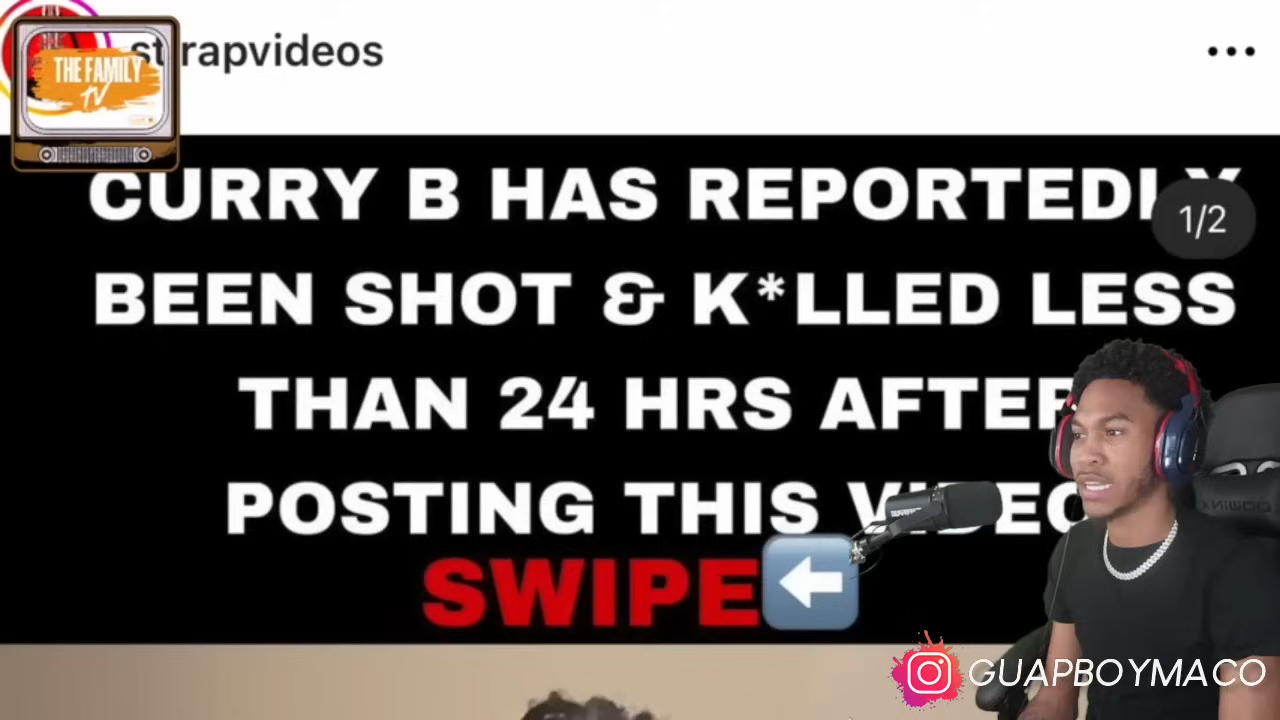 THE FAMILY
TV
rapvideos
1/2
CURRY B HAS REPORTEDLY
BEEN SHOT & K*LLED LESS
THAN 24 HRS AFTER
POSTING THIS VIDEO
SWIPE
GUAPBOYMACO